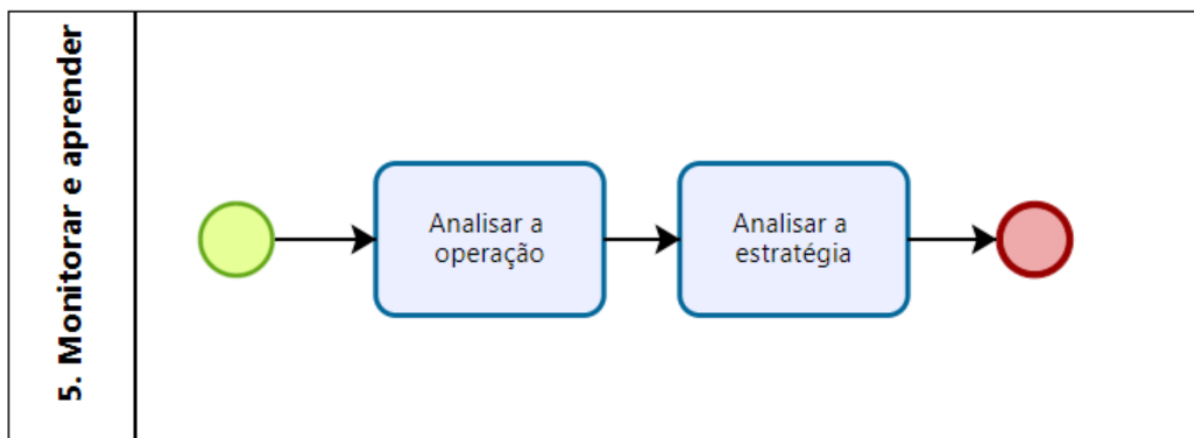 5. Monitorar e aprender
Analisar a
operação
Analisar a
estratégia